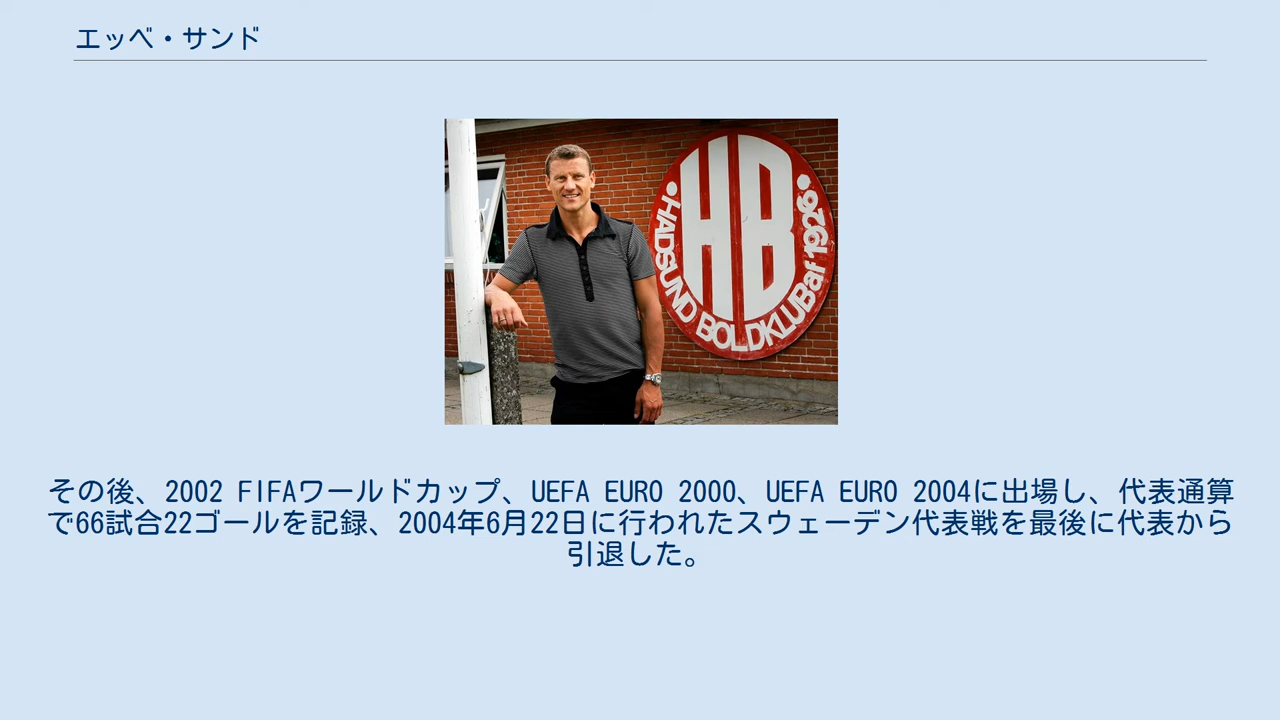 エッベ・サンド
HB
•HADSUND BOLDKLUB af 1926•
その後、2002 FIFAワールドカップ、UEFA EURO 2000、UEFA EURO 2004に出場し、代表通算
で66試合22ゴールを記録、2004年6月22日に行われたスウェーデン代表戦を最後に代表から
引退した。